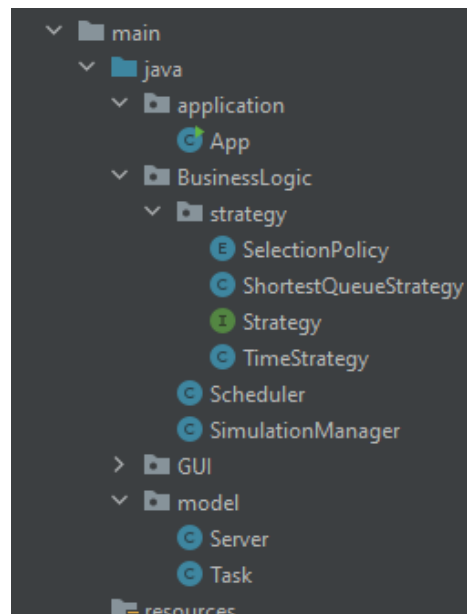 main
java
application
C App
BusinessLogic
strategy
E SelectionPolicy
C ShortestQueueStrategy
I Strategy
C TimeStrategy
C Scheduler
C SimulationManager
GUI
model
C Server
C Task
resources